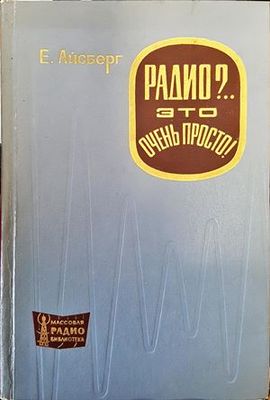 Е. Айсберг
РАДИО?..
ЭТО
ОЧЕНЬ ПРОСТО!
МАССОВАЯ
РАДИО
БИБЛИОТЕКА